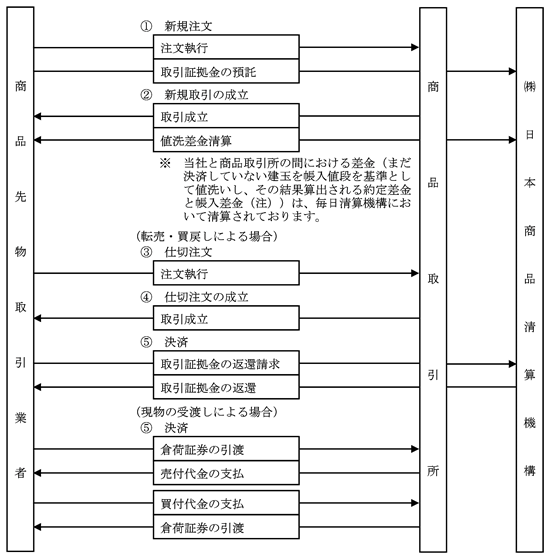 ① 新規注文
注文執行
取引証拠金の預託
② 新規取引の成立
取引成立
値洗差金清算
※ 当社と商品取引所の間における差金（まだ
決済していない建玉を帳入値段を基準とし
て値洗いし、その結果算出される約定差金
と帳入差金（注））は、毎日清算機構にお
いて清算されております。
（転売・買戻しによる場合）
③ 仕切注文
注文執行
④ 仕切注文の成立
取引成立
⑤ 決済
取引証拠金の返還請求
取引証拠金の返還
（現物の受渡しによる場合）
⑤ 決済
倉荷証券の引渡
売付代金の支払
買付代金の支払
倉荷証券の引渡
商品先物取引業者
商品取引所
㈱日本商品清算機構